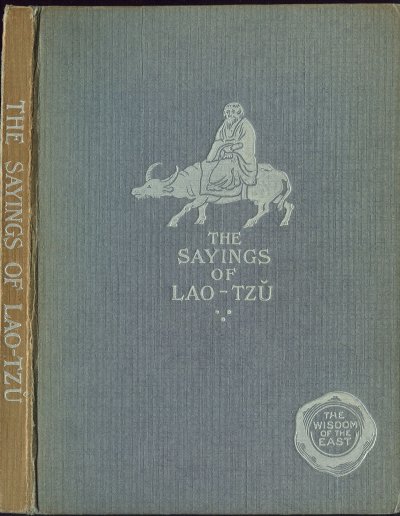 THE SAYINGS OF LAO-TZŬ
THE
SAYINGS
OF
LAO-TZŬ
THE
WISDOM
OF THE
EAST